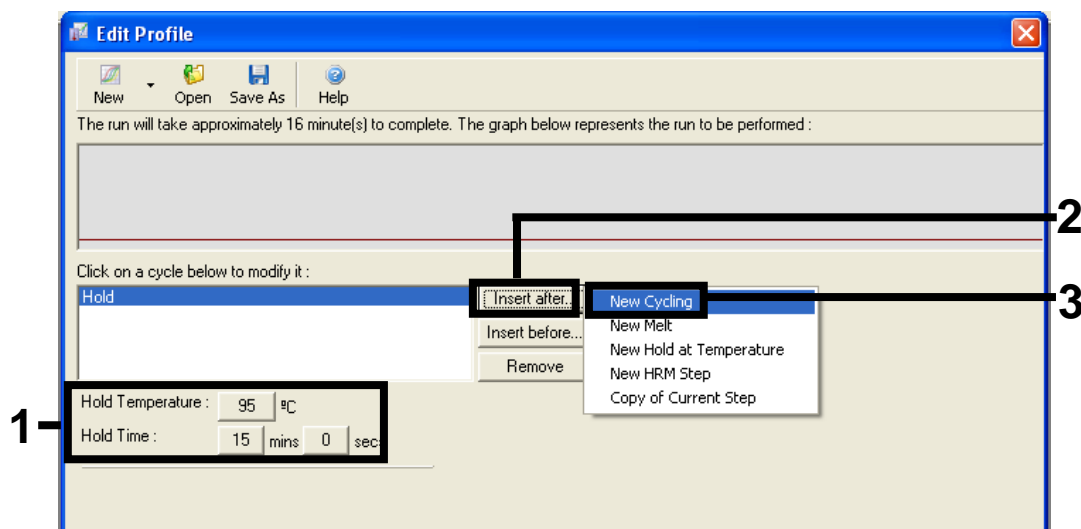 Edit Profile
New Open Save As Help
The run will take approximately 16 minute(s) to complete. The graph below represents the run to be performed :
2
Click on a cycle below to modify it :
Hold Insert after... New Cycling 3
Insert before... New Melt
New Hold at Temperature
Remove New HRM Step
Copy of Current Step
1
Hold Temperature : 95 ºC
Hold Time : 15 mins 0 sec